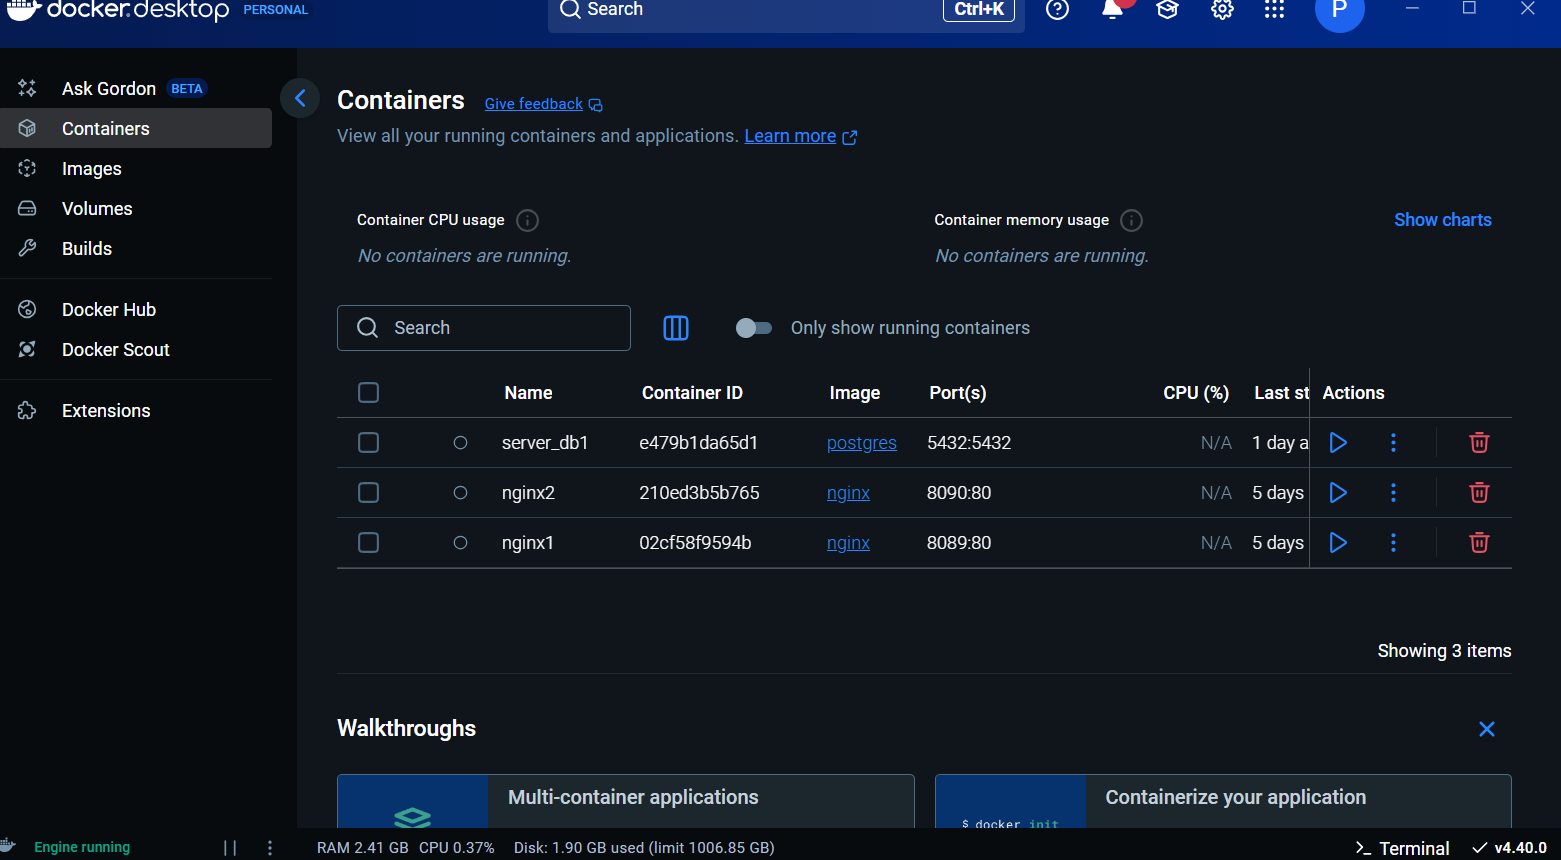 docker.desktop PERSONAL
Search Ctrl+K
P
Ask Gordon BETA
Containers
Images
Volumes
Builds
Docker Hub
Docker Scout
Extensions
Containers Give feedback
View all your running containers and applications. Learn more
Container CPU usage
No containers are running.
Container memory usage
No containers are running.
Show charts
Search
Only show running containers
Name Container ID Image Port(s) CPU (%) Last st Actions
server_db1 e479b1da65d1 postgres 5432:5432 N/A 1 day a
nginx2 210ed3b5b765 nginx 8090:80 N/A 5 days
nginx1 02cf58f9594b nginx 8089:80 N/A 5 days
Showing 3 items
Walkthroughs
Multi-container applications
Containerize your application
$ docker init
Engine running RAM 2.41 GB CPU 0.37% Disk: 1.90 GB used (limit 1006.85 GB) >_ Terminal v4.40.0